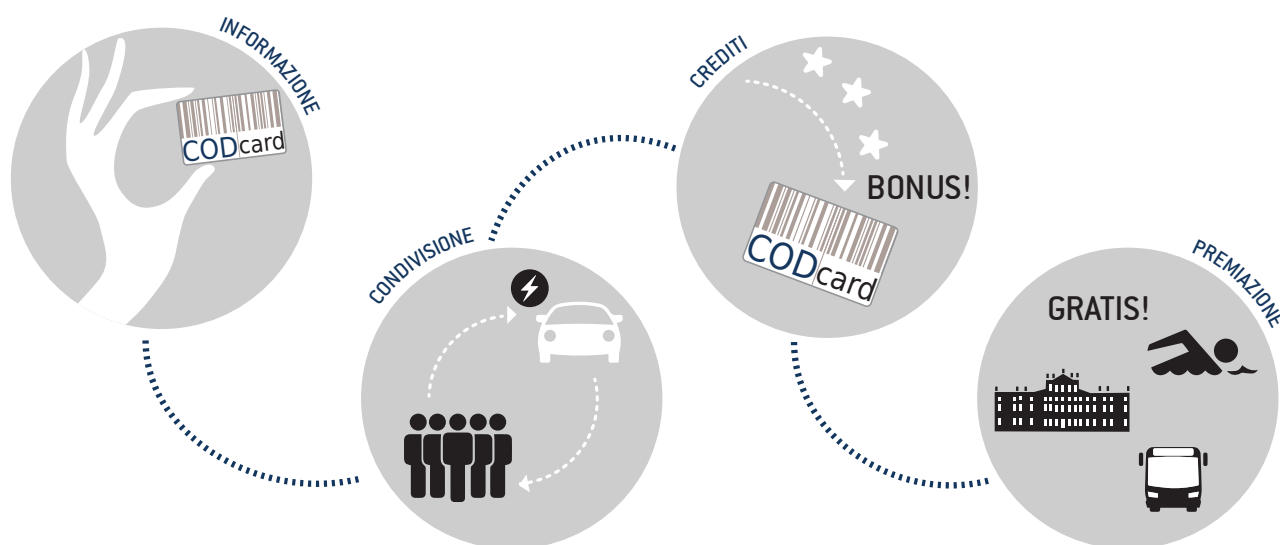 INFORMAZIONE
CODcard
CONDIVISIONE
CREDITI
BONUS!
CODcard
PREMIAZIONE
GRATIS!